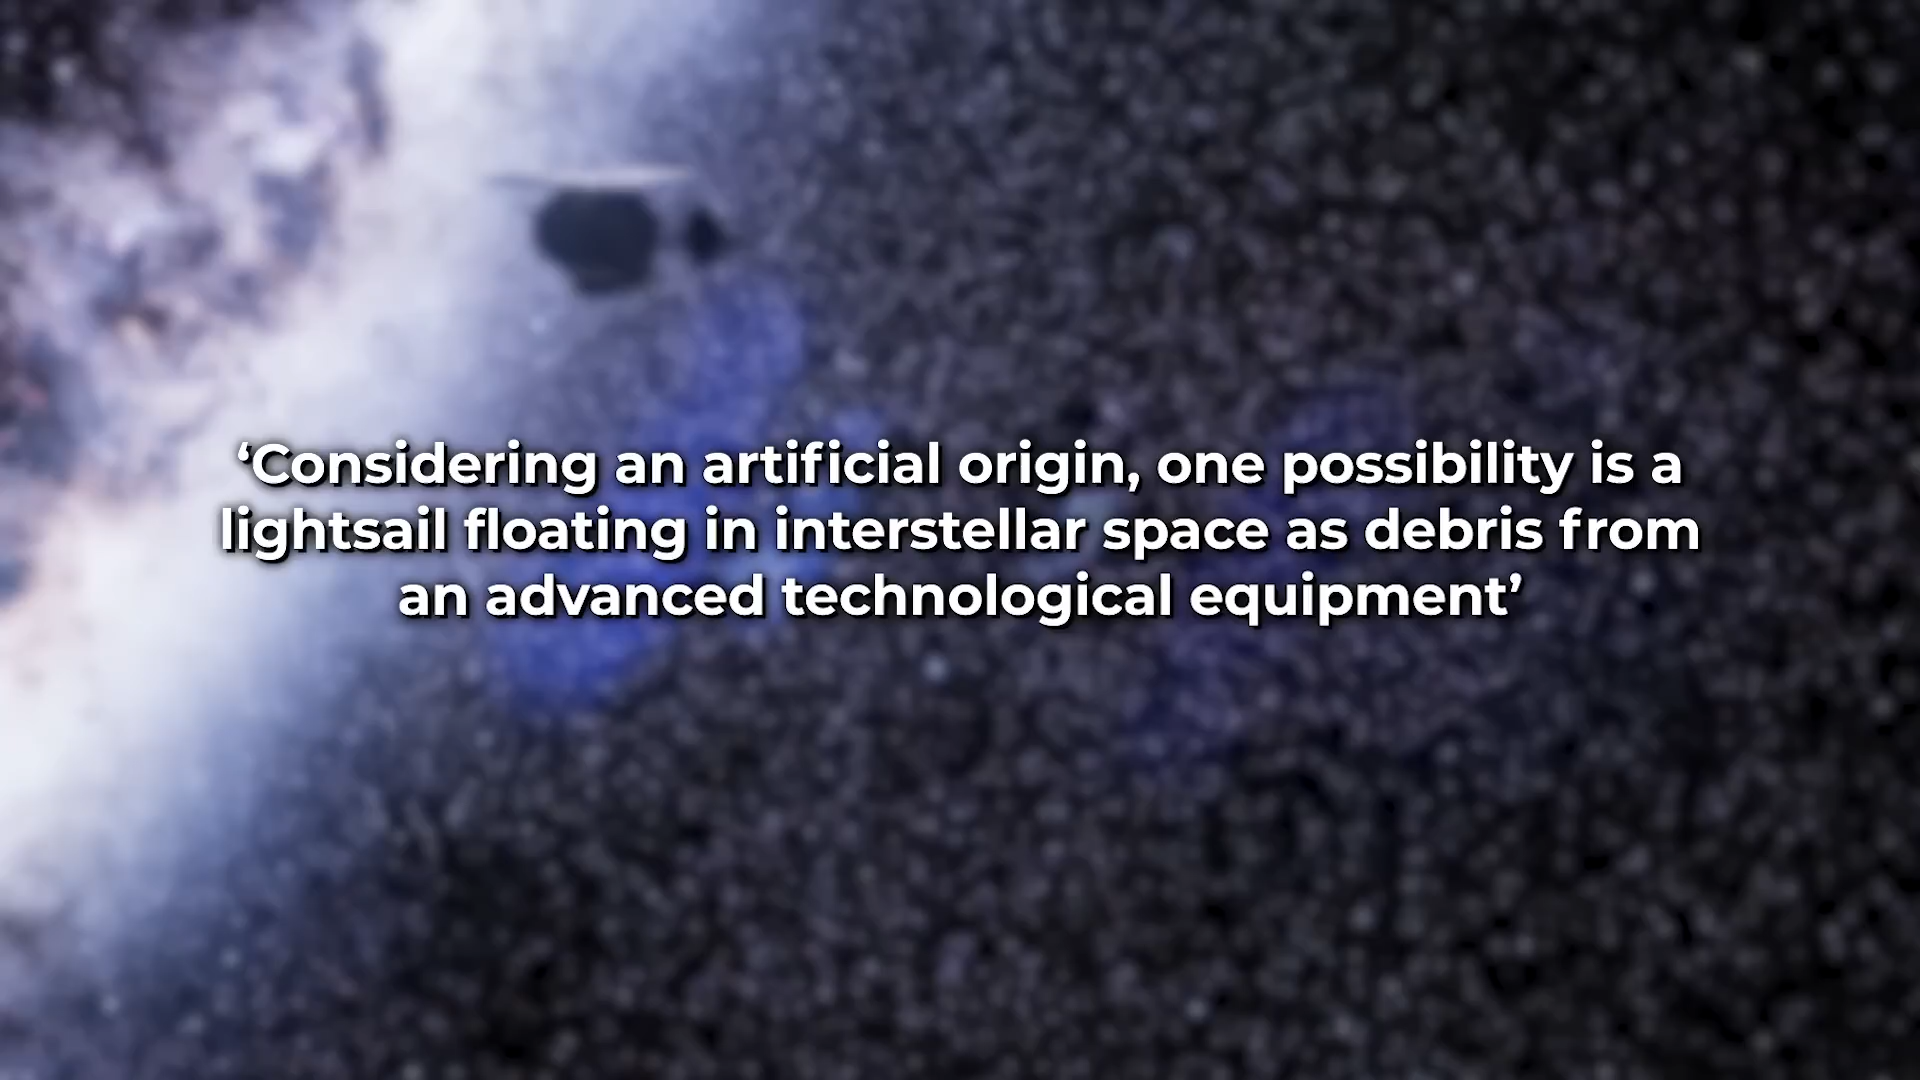 ‘Considering an artificial origin, one possibility is a
lightsail floating in interstellar space as debris from
an advanced technological equipment’